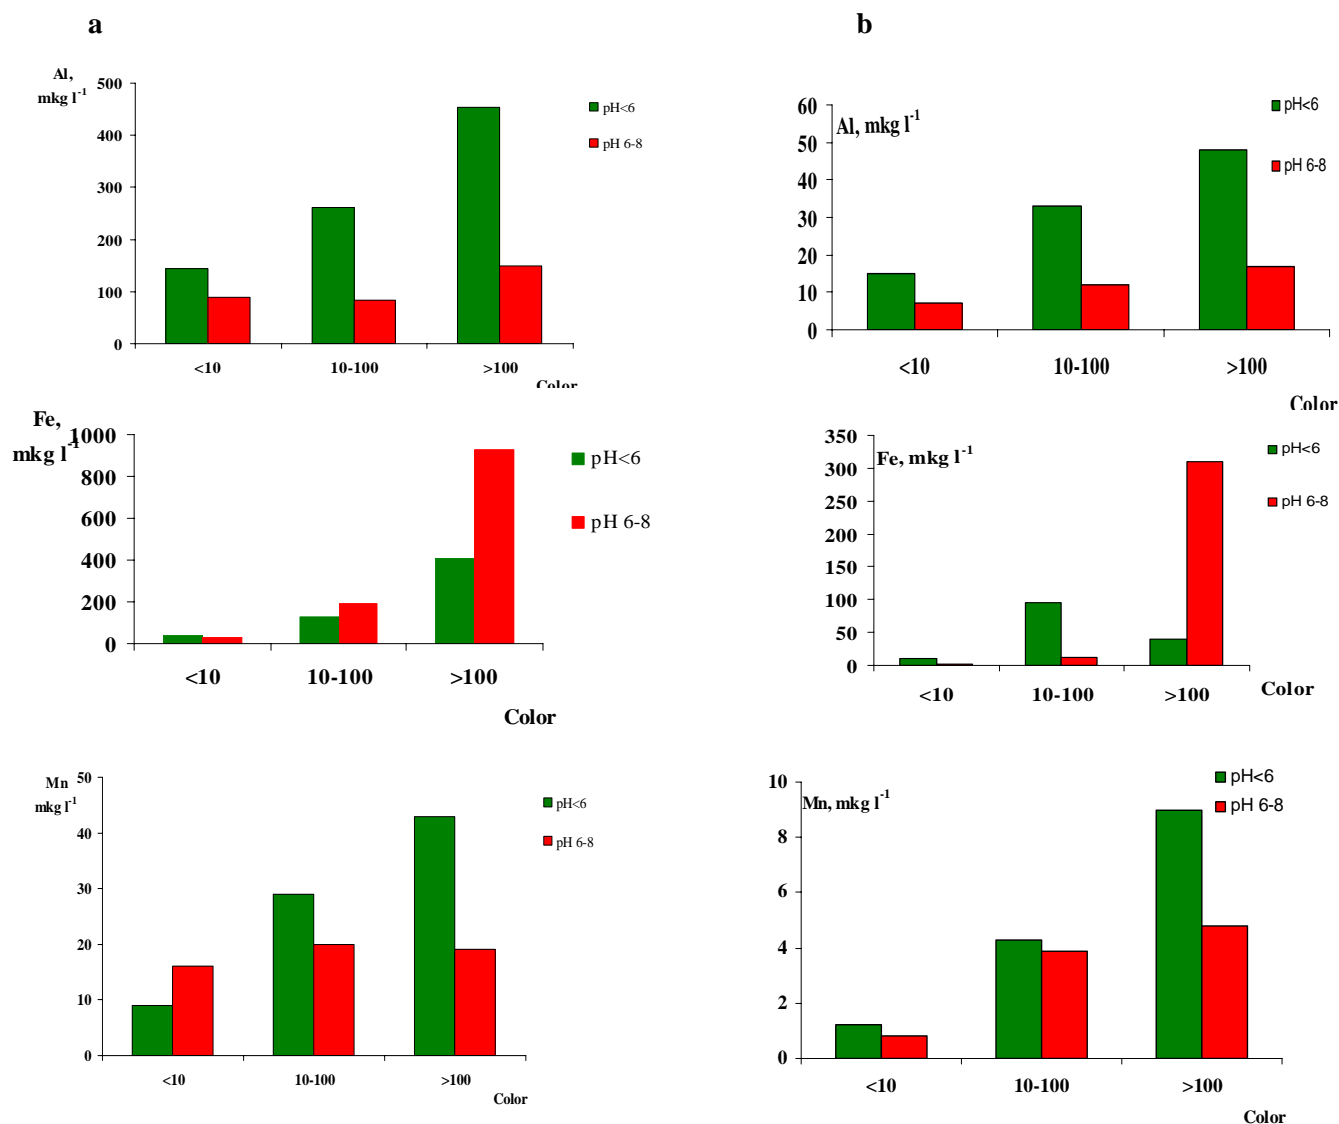 a
Al,
mkg l⁻¹
500
400
300
200
100
0
<10 10-100 >100
Color
pH<6
pH 6-8
b
Al, mkg l⁻¹
60
50
40
30
20
10
0
<10 10-100 >100
Color
pH<6
pH 6-8
Fe,
mkg l⁻¹
1000
800
600
400
200
0
<10 10-100 >100
Color
pH<6
pH 6-8
Fe, mkg l⁻¹
350
300
250
200
150
100
50
0
<10 10-100 >100
Color
pH<6
pH 6-8
Mn
mkg l⁻¹
50
40
30
20
10
0
<10 10-100 >100
Color
pH<6
pH 6-8
Mn, mkg l⁻¹
10
8
6
4
2
0
<10 10-100 >100
Color
pH<6
pH 6-8